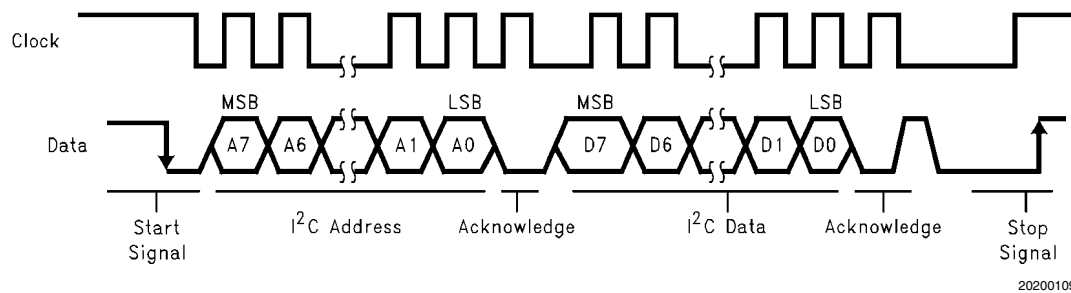 Clock
MSB
LSB
MSB
LSB
Data
A7
A6
A1
A0
D7
D6
D1
D0
Start
Signal
I²C Address
Acknowledge
I²C Data
Acknowledge
Stop
Signal
20200109